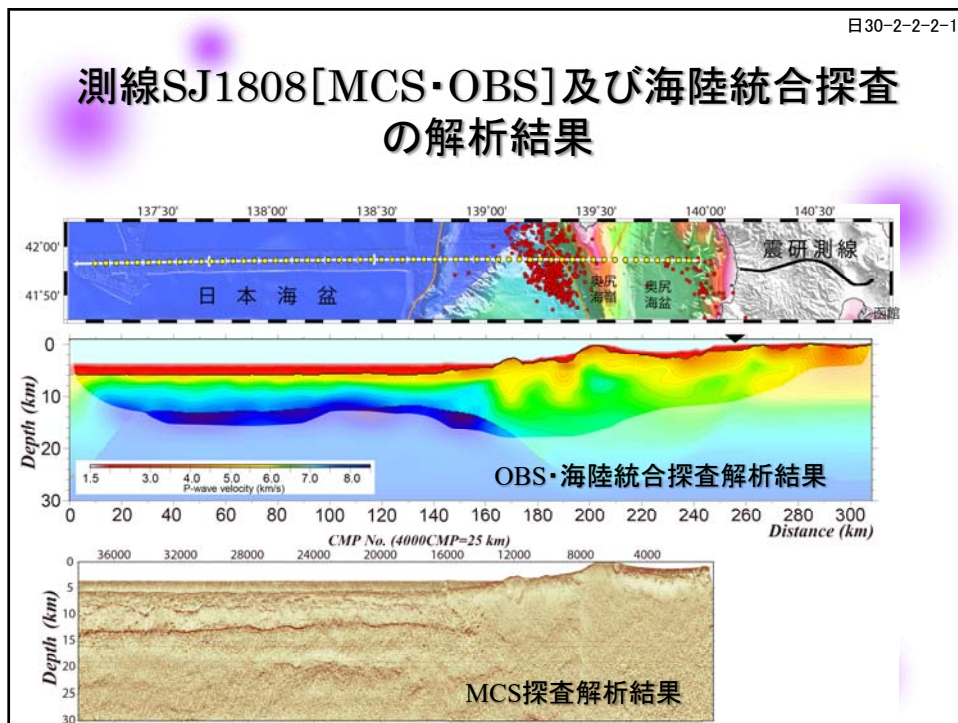 日30-2-2-2-1
測線SJ1808[MCS・OBS]及び海陸統合探査
の解析結果
137˚30' 138˚00' 138˚30' 139˚00' 139˚30' 140˚00' 140˚30'
42˚00'
41˚50'
日本海盆
奥尻
海嶺
奥尻
海盆
震研測線
函館
Depth (km)
0
10
20
30
1.5 3.0 4.0 5.0 6.0 7.0 8.0
P-wave velocity (km/s)
OBS・海陸統合探査解析結果
0 20 40 60 80 100 120 140 160 180 200 220 240 260 280 300
Distance (km)
CMP No. (4000CMP=25 km)
36000 32000 28000 24000 20000 16000 12000 8000 4000
Depth (km)
0
5
10
15
20
25
30
MCS探査解析結果